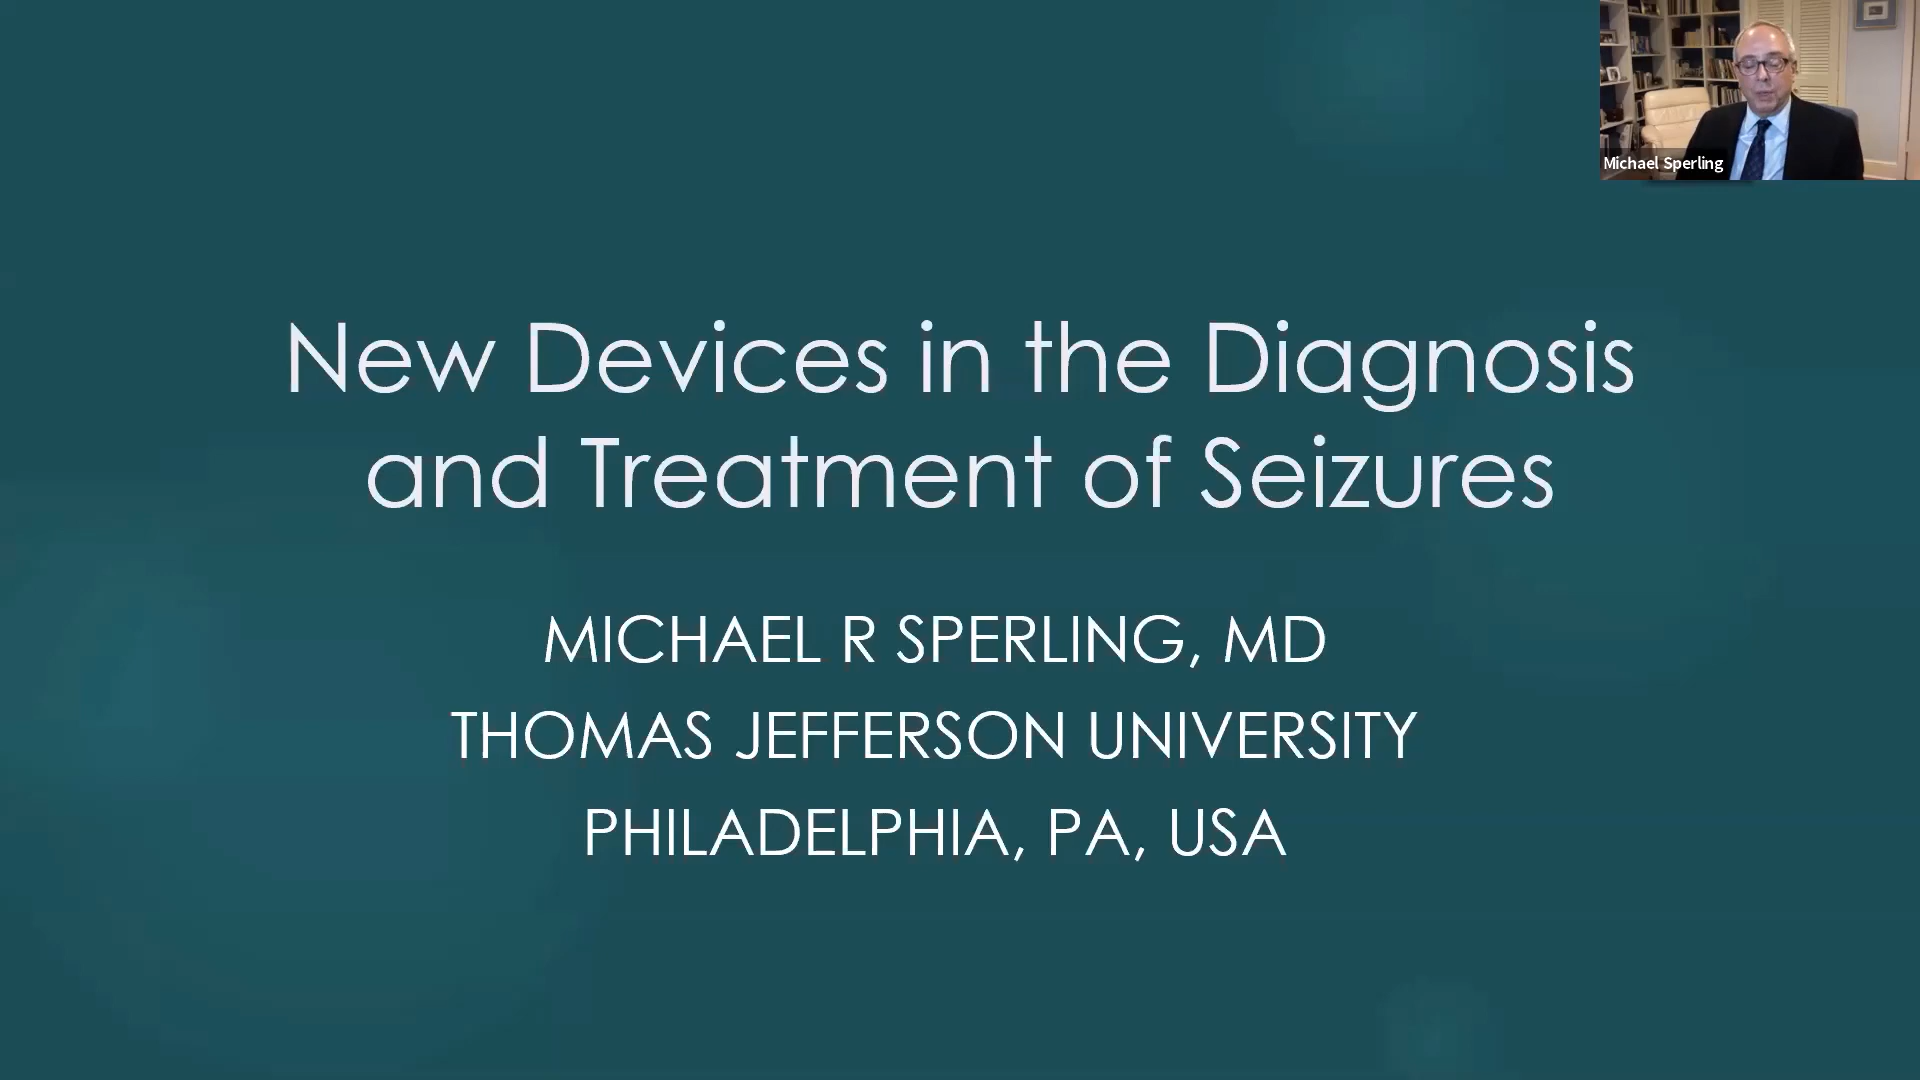 Michael Sperling
New Devices in the Diagnosis
and Treatment of Seizures
MICHAEL R SPERLING, MD
THOMAS JEFFERSON UNIVERSITY
PHILADELPHIA, PA, USA